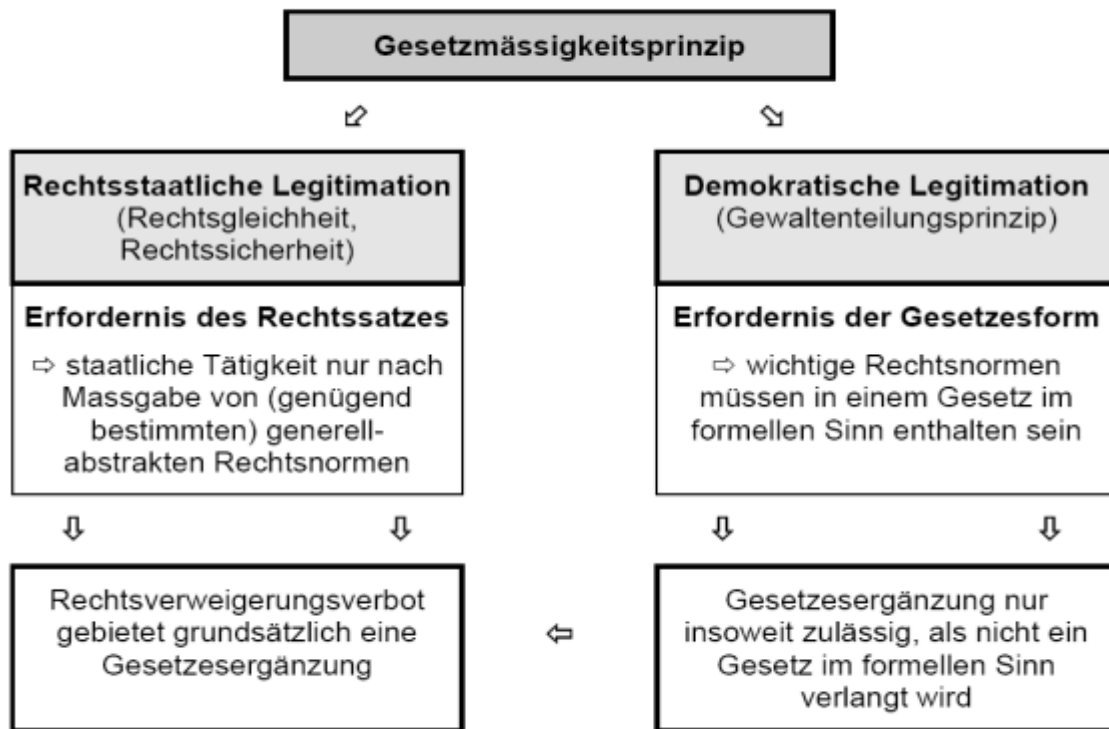 Gesetzmässigkeitsprinzip
Rechtsstaatliche Legitimation
(Rechtsgleichheit,
Rechtssicherheit)
Erfordernis des Rechtssatzes
⇨ staatliche Tätigkeit nur nach
Massgabe von (genügend
bestimmten) generell-
abstrakten Rechtsnormen
Rechtsverweigerungsverbot
gebietet grundsätzlich eine
Gesetzesergänzung
Demokratische Legitimation
(Gewaltenteilungsprinzip)
Erfordernis der Gesetzesform
⇨ wichtige Rechtsnormen
müssen in einem Gesetz im
formellen Sinn enthalten sein
Gesetzesergänzung nur
insoweit zulässig, als nicht ein
Gesetz im formellen Sinn
verlangt wird